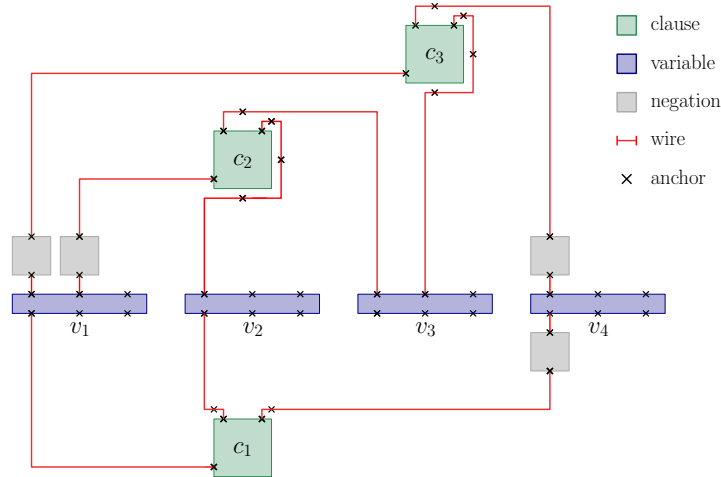 c₃
clause
variable
negation
wire
anchor
c₂
v₁
v₂
v₃
v₄
c₁